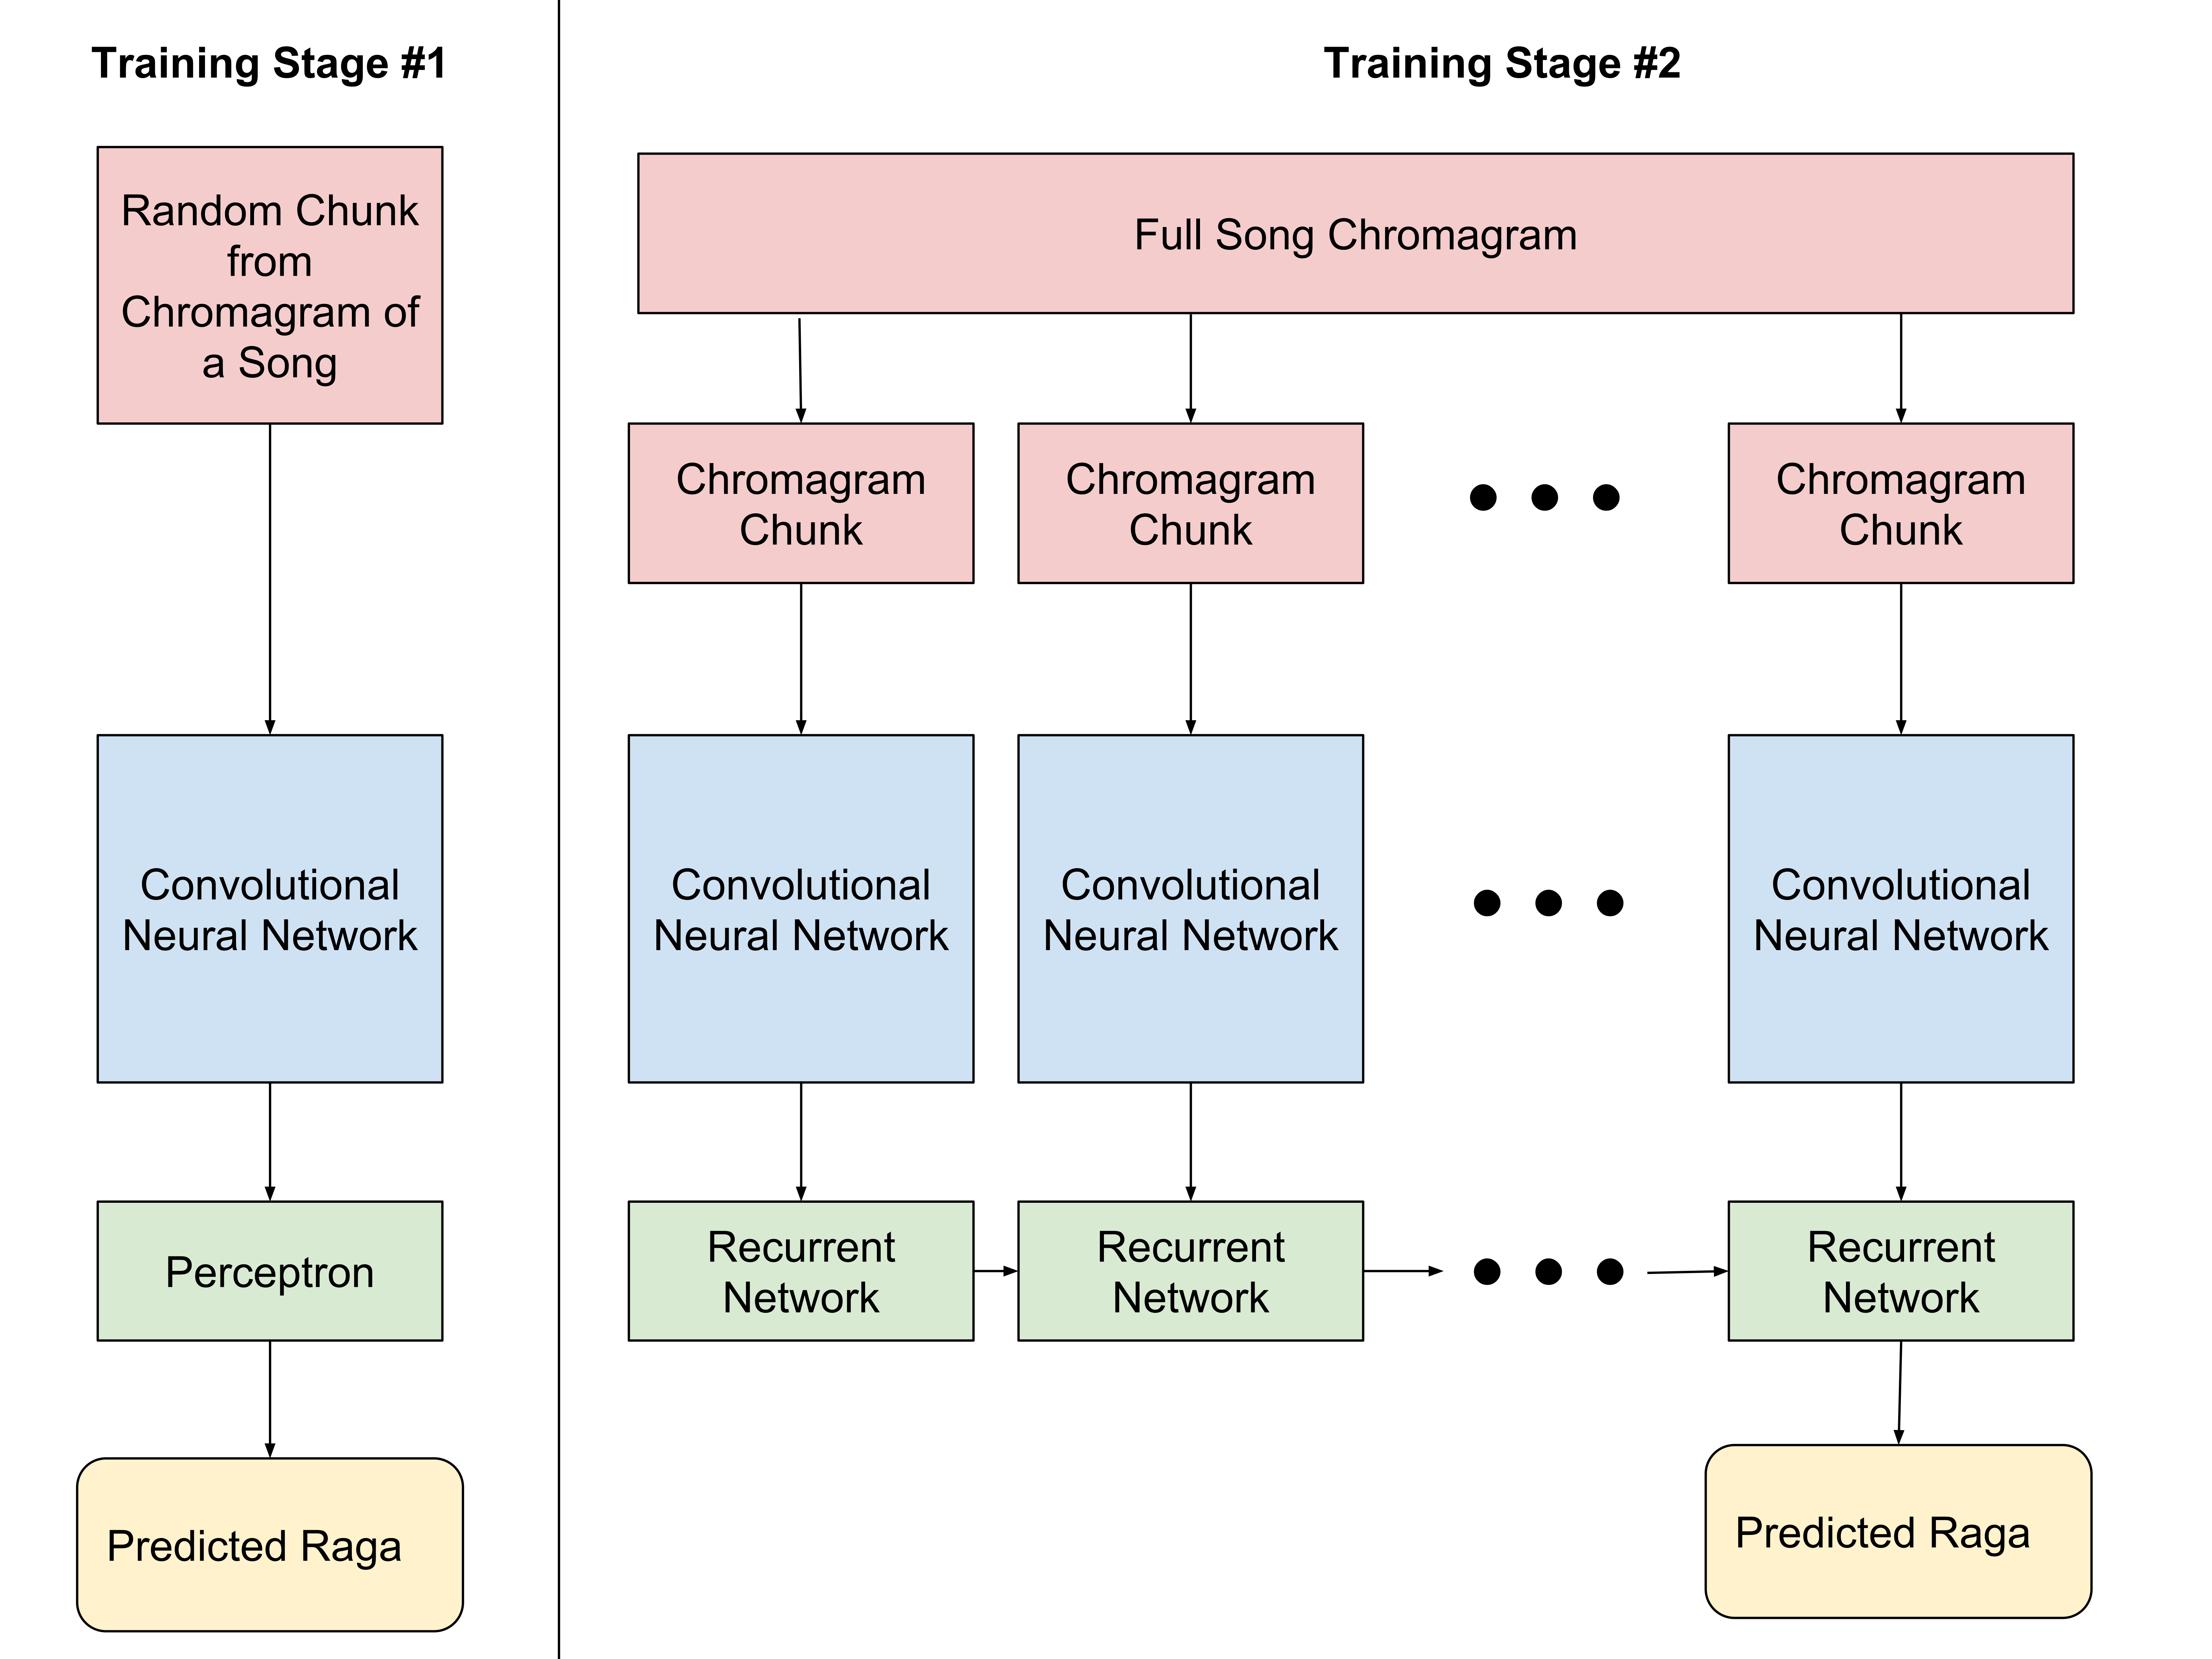 Training Stage #1
Random Chunk
from
Chromagram of
a Song
Convolutional
Neural Network
Perceptron
Predicted Raga
Training Stage #2
Full Song Chromagram
Chromagram
Chunk
Chromagram
Chunk
Chromagram
Chunk
Convolutional
Neural Network
Convolutional
Neural Network
Convolutional
Neural Network
Recurrent
Network
Recurrent
Network
Recurrent
Network
Predicted Raga